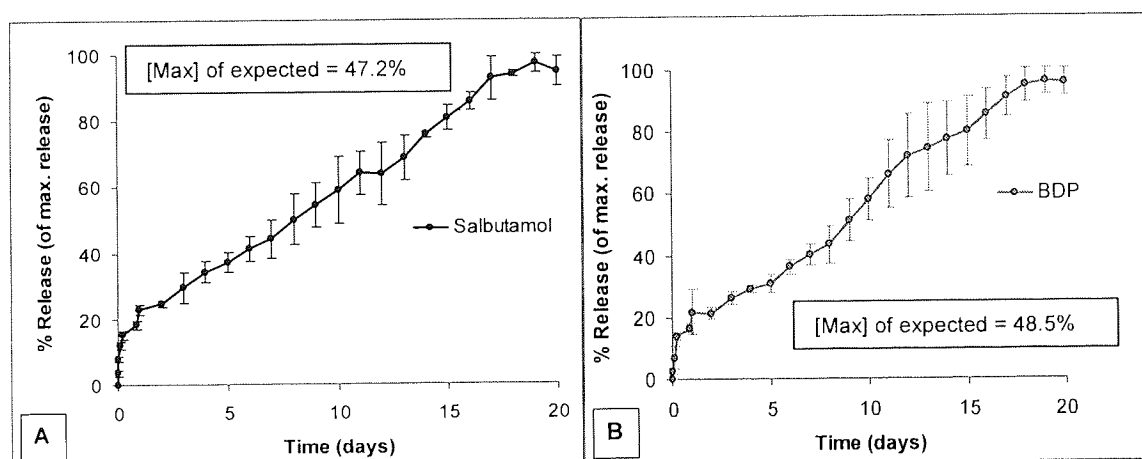 [Max] of expected = 47.2%
% Release (of max. release)
100
80
60
40
20
0
Salbutamol
0 5 10 15 20
Time (days)
A
% Release (of max. release)
100
80
60
40
20
0
BDP
[Max] of expected = 48.5%
0 5 10 15 20
Time (days)
B